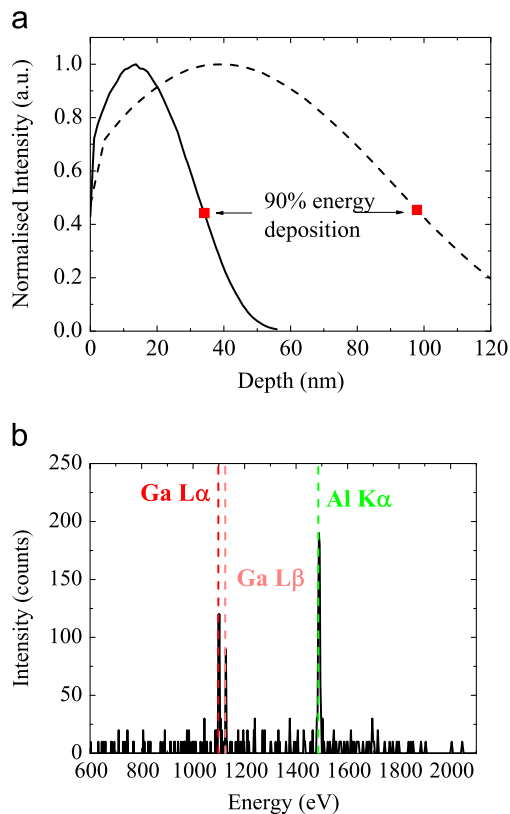 a
Normalised Intensity (a.u.)
1.0
0.8
0.6
0.4
0.2
0.0
90% energy
deposition
0 20 40 60 80 100 120
Depth (nm)
b
Intensity (counts)
250
200
150
100
50
0
Ga Lα
Al Kα
Ga Lβ
600 800 1000 1200 1400 1600 1800 2000
Energy (eV)